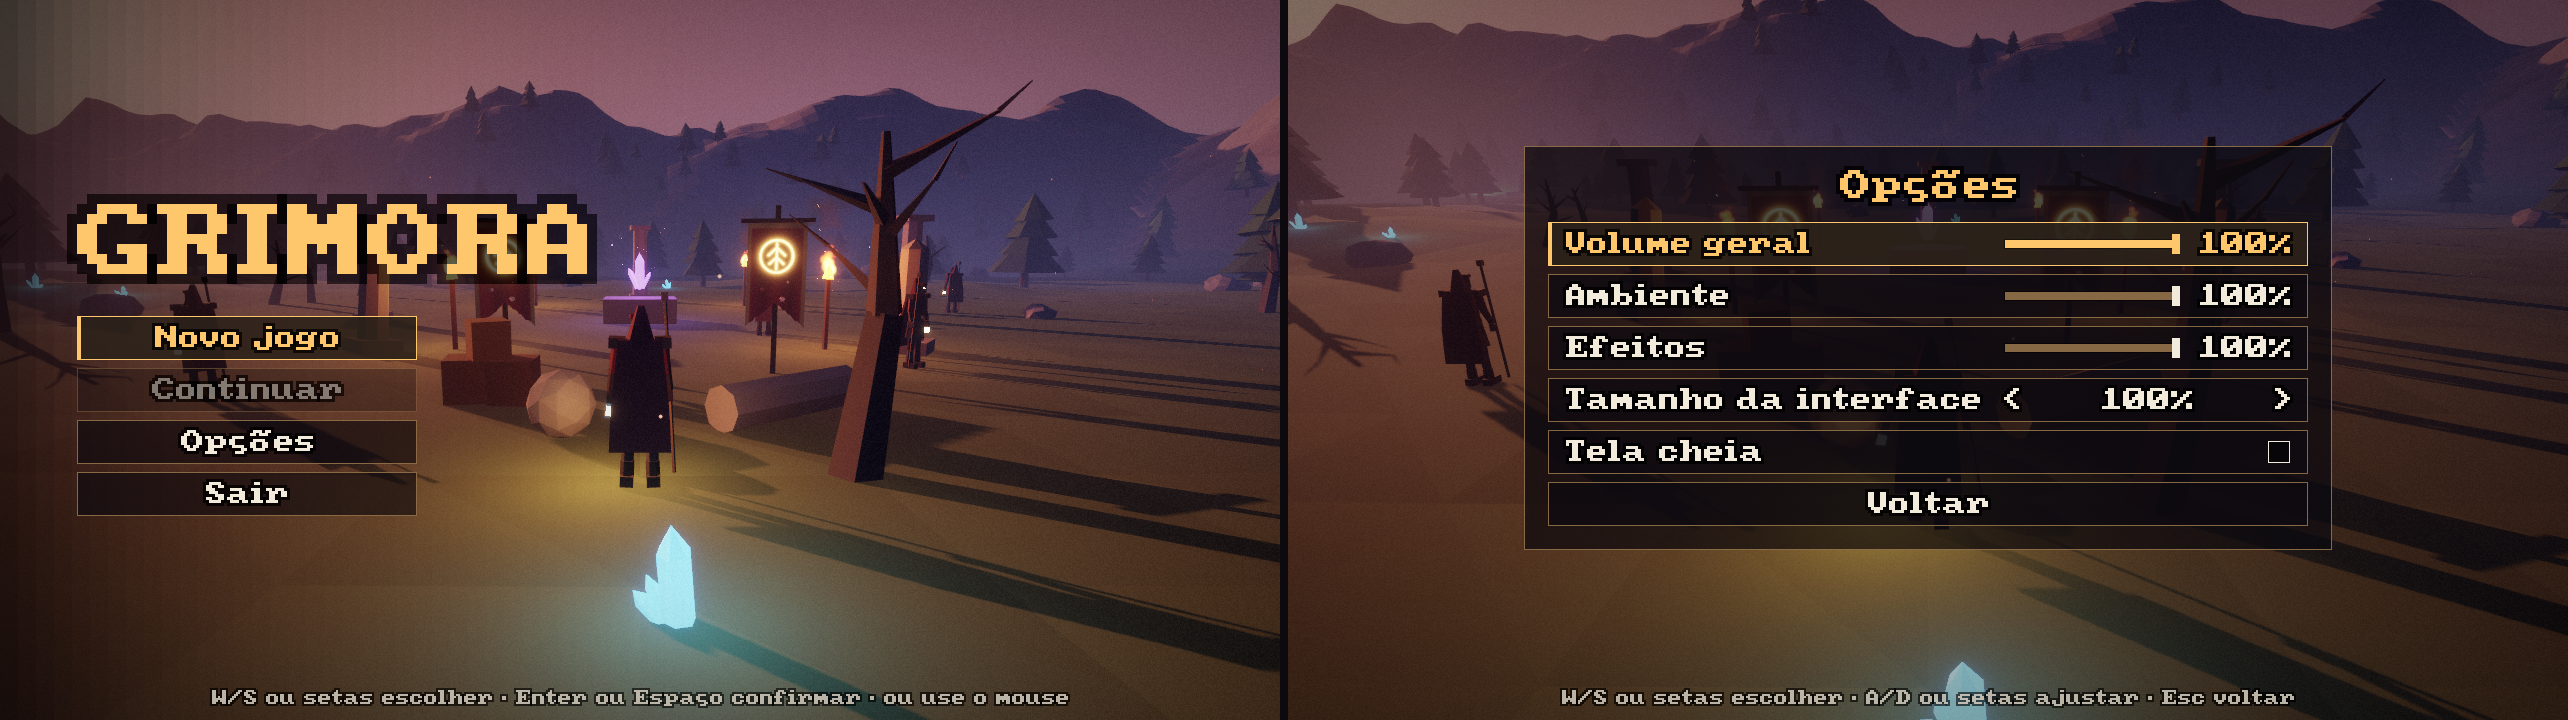 GRIMORA
Novo jogo
Continuar
Opções
Sair
W/S ou setas escolher · Enter ou Espaço confirmar · ou use o mouse
Opções
Volume geral 100%
Ambiente 100%
Efeitos 100%
Tamanho da interface < 100% >
Tela cheia
Voltar
W/S ou setas escolher · A/D ou setas ajustar · Esc voltar